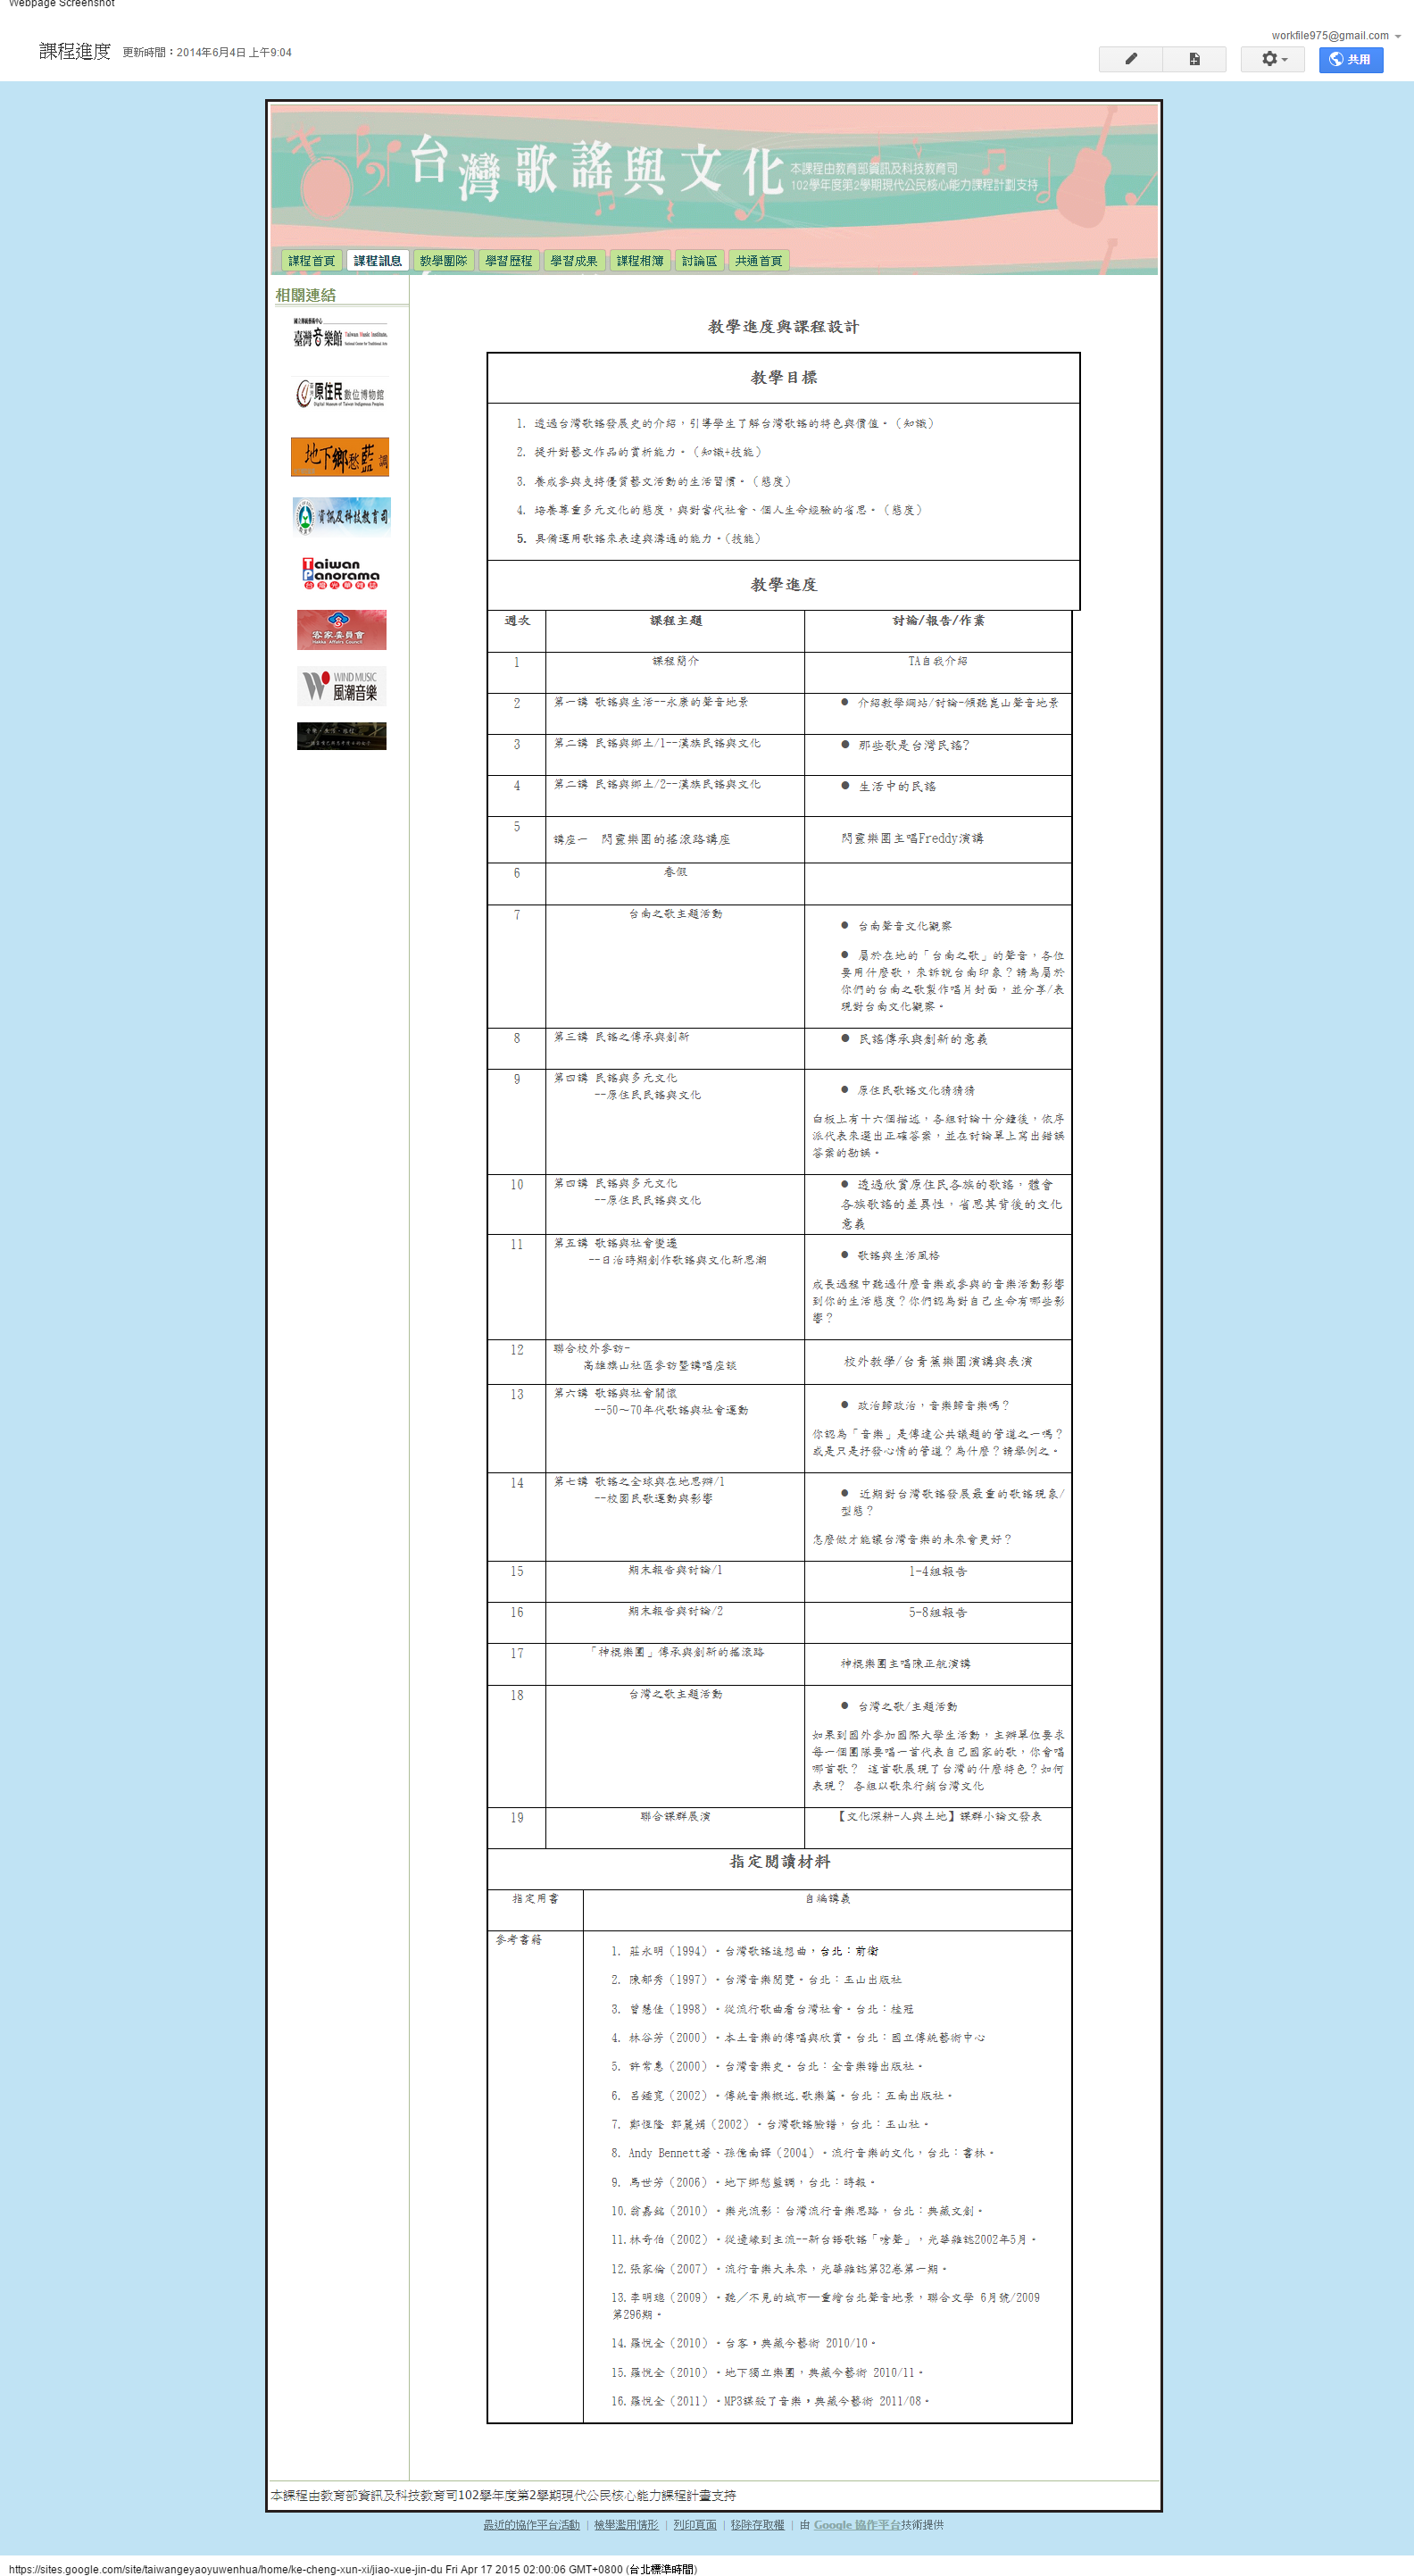 Webpage Screenshot
workfile975@gmail.com
課程進度 更新時間：2014年6月4日 上午9:04
共用
台灣歌謠與文化
本課程由教育部資訊及科技教育司
102學年度第2學期現代公民核心能力課程計劃支持
課程首頁 課程訊息 教學團隊 學習歷程 學習成果 課程相簿 討論區 共通首頁
相關連結
臺灣音樂館 Taiwan Music Institute,
National Center for Traditional Arts
原住民數位博物館
Digital Museum of Taiwan Indigenous Peoples
地下鄉愁藍調
資訊及科技教育司
Taiwan
Panorama
台灣光華雜誌
客家委員會
Hakka Affairs Council
WIND MUSIC
風潮音樂
教學進度與課程設計
教學目標
1. 透過台灣歌謠發展史的介紹，引導學生了解台灣歌謠的特色與價值。（知識）
2. 提升對藝文作品的賞析能力。（知識+技能）
3. 養成參與支持優質藝文活動的生活習慣。（態度）
4. 培養尊重多元文化的態度，與對當代社會、個人生命經驗的省思。（態度）
5. 具備運用歌謠來表達與溝通的能力。(技能)
教學進度
週次 課程主題 討論/報告/作業
1 課程簡介 TA自我介紹
2 第一講 歌謠與生活--永康的聲音地景 ● 介紹教學網站/討論-傾聽崑山聲音地景
3 第二講 民謠與鄉土/1--漢族民謠與文化 ● 那些歌是台灣民謠?
4 第二講 民謠與鄉土/2--漢族民謠與文化 ● 生活中的民謠
5 講座一 閃靈樂團的搖滾路講座 閃靈樂團主唱Freddy演講
6 春假
7 台南之歌主題活動 ● 台南聲音文化觀察
● 屬於在地的「台南之歌」的聲音，各位
要用什麼歌，來訴說台南印象？請為屬於
你們的台南之歌製作唱片封面，並分享/表
現對台南文化觀察。
8 第三講 民謠之傳承與創新 ● 民謠傳承與創新的意義
9 第四講 民謠與多元文化
--原住民民謠與文化 ● 原住民歌謠文化猜猜猜
白板上有十六個描述，各組討論十分鐘後，依序
派代表來選出正確答案，並在討論單上寫出錯誤
答案的勘誤。
10 第四講 民謠與多元文化
--原住民民謠與文化 ● 透過欣賞原住民各族的歌謠，體會
各族歌謠的差異性，省思其背後的文化
意義
11 第五講 歌謠與社會變遷
--日治時期創作歌謠與文化新思潮 ● 歌謠與生活風格
成長過程中聽過什麼音樂或參與的音樂活動影響
到你的生活態度？你們認為對自己生命有哪些影
響？
12 聯合校外參訪-
高雄旗山社區參訪暨講唱座談 校外教學/台青蕉樂團演講與表演
13 第六講 歌謠與社會關懷
--50～70年代歌謠與社會運動 ● 政治歸政治，音樂歸音樂嗎？
你認為「音樂」是傳達公共議題的管道之一嗎？
或是只是抒發心情的管道？為什麼？請舉例之。
14 第七講 歌謠之全球與在地思辯/1
--校園民歌運動與影響 ● 近期對台灣歌謠發展最重的歌謠現象/
型態？
怎麼做才能讓台灣音樂的未來會更好？
15 期末報告與討論/1 1-4組報告
16 期末報告與討論/2 5-8組報告
17 「神棍樂團」傳承與創新的搖滾路 神棍樂團主唱陳正航演講
18 台灣之歌主題活動 ● 台灣之歌/主題活動
如果到國外參加國際大學生活動，主辦單位要求
每一個團隊要唱一首代表自己國家的歌，你會唱
哪首歌？ 這首歌展現了台灣的什麼特色？如何
表現？ 各組以歌來行銷台灣文化
19 聯合課群展演 【文化深耕-人與土地】課群小論文發表
指定閱讀材料
指定用書 自編講義
參考書籍
1. 莊永明（1994）。台灣歌謠追想曲，台北：前衛
2. 陳郁秀（1997）。台灣音樂閱覽。台北：玉山出版社
3. 曾慧佳（1998）。從流行歌曲看台灣社會。台北：桂冠
4. 林谷芳（2000）。本土音樂的傳唱與欣賞。台北：國立傳統藝術中心
5. 許常惠（2000）。台灣音樂史。台北：全音樂譜出版社。
6. 呂錘寬（2002）。傳統音樂概述.歌樂篇。台北：五南出版社。
7. 鄭恆隆 郭麗娟（2002）。台灣歌謠臉譜，台北：玉山社。
8. Andy Bennett著、孫憶南譯（2004）。流行音樂的文化，台北：書林。
9. 馬世芳（2006）。地下鄉愁藍調，台北：時報。
10.翁嘉銘（2010）。樂光流影：台灣流行音樂思路，台北：典藏文創。
11.林奇伯（2002）。從邊緣到主流--新台語歌謠「嗆聲」，光華雜誌2002年5月。
12.張家倫（2007）。流行音樂大未來，光華雜誌第32卷第一期。
13.李明璁（2009）。聽／不見的城市—重繪台北聲音地景，聯合文學 6月號/2009
第296期。
14.羅悅全（2010）。台客，典藏今藝術 2010/10。
15.羅悅全（2010）。地下獨立樂團，典藏今藝術 2010/11。
16.羅悅全（2011）。MP3謀殺了音樂，典藏今藝術 2011/08。
本課程由教育部資訊及科技教育司102學年度第2學期現代公民核心能力課程計畫支持
最近的協作平台活動 | 檢舉濫用情形 | 列印頁面 | 移除存取權 | 由 Google 協作平台技術提供
https://sites.google.com/site/taiwangeyaoyuwenhua/home/ke-cheng-xun-xi/jiao-xue-jin-du Fri Apr 17 2015 02:00:06 GMT+0800 (台北標準時間)